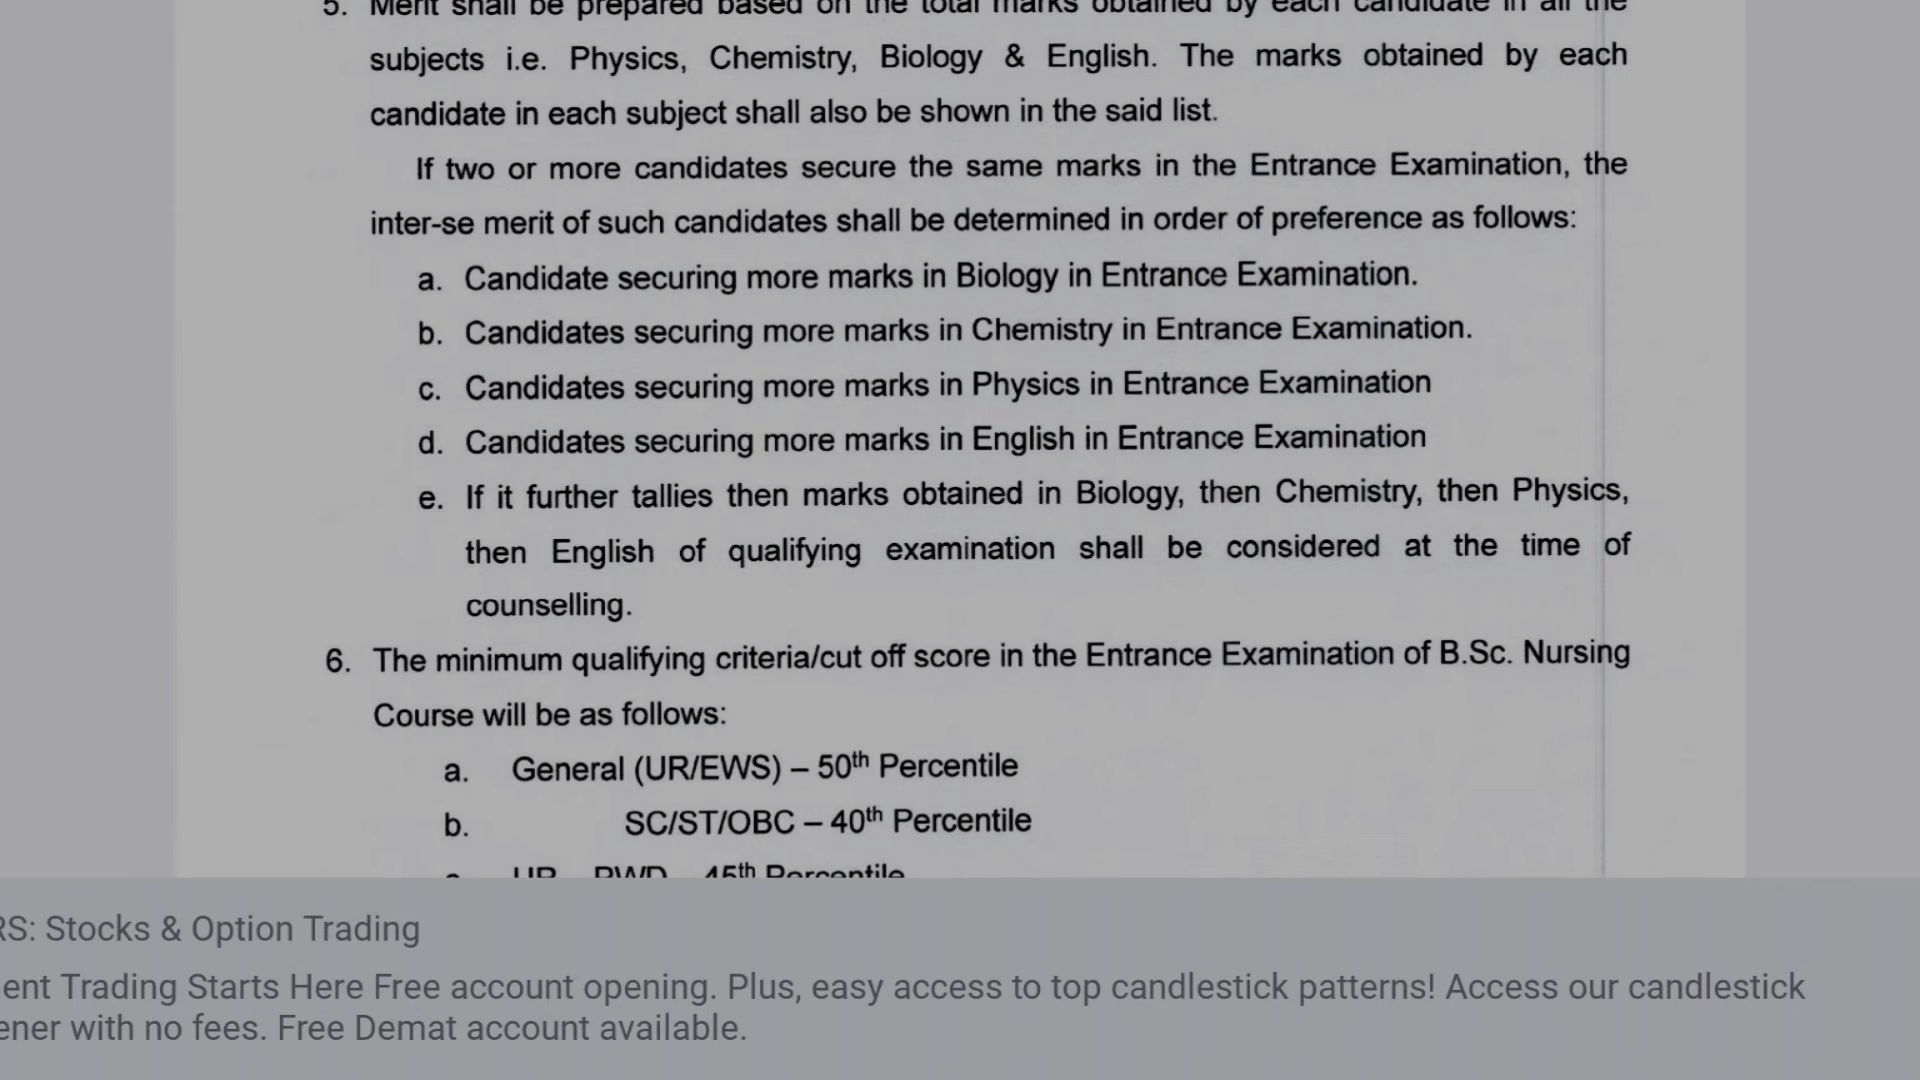 5. Merit shall be prepared based on the total marks obtained by each candidate in all the
subjects i.e. Physics, Chemistry, Biology & English. The marks obtained by each
candidate in each subject shall also be shown in the said list.
If two or more candidates secure the same marks in the Entrance Examination, the
inter-se merit of such candidates shall be determined in order of preference as follows:
a. Candidate securing more marks in Biology in Entrance Examination.
b. Candidates securing more marks in Chemistry in Entrance Examination.
c. Candidates securing more marks in Physics in Entrance Examination
d. Candidates securing more marks in English in Entrance Examination
e. If it further tallies then marks obtained in Biology, then Chemistry, then Physics,
then English of qualifying examination shall be considered at the time of
counselling.
6. The minimum qualifying criteria/cut off score in the Entrance Examination of B.Sc. Nursing
Course will be as follows:
a. General (UR/EWS) – 50th Percentile
b. SC/ST/OBC – 40th Percentile
UR PWD 45th Percentile
RS: Stocks & Option Trading
ent Trading Starts Here Free account opening. Plus, easy access to top candlestick patterns! Access our candlestick
ener with no fees. Free Demat account available.